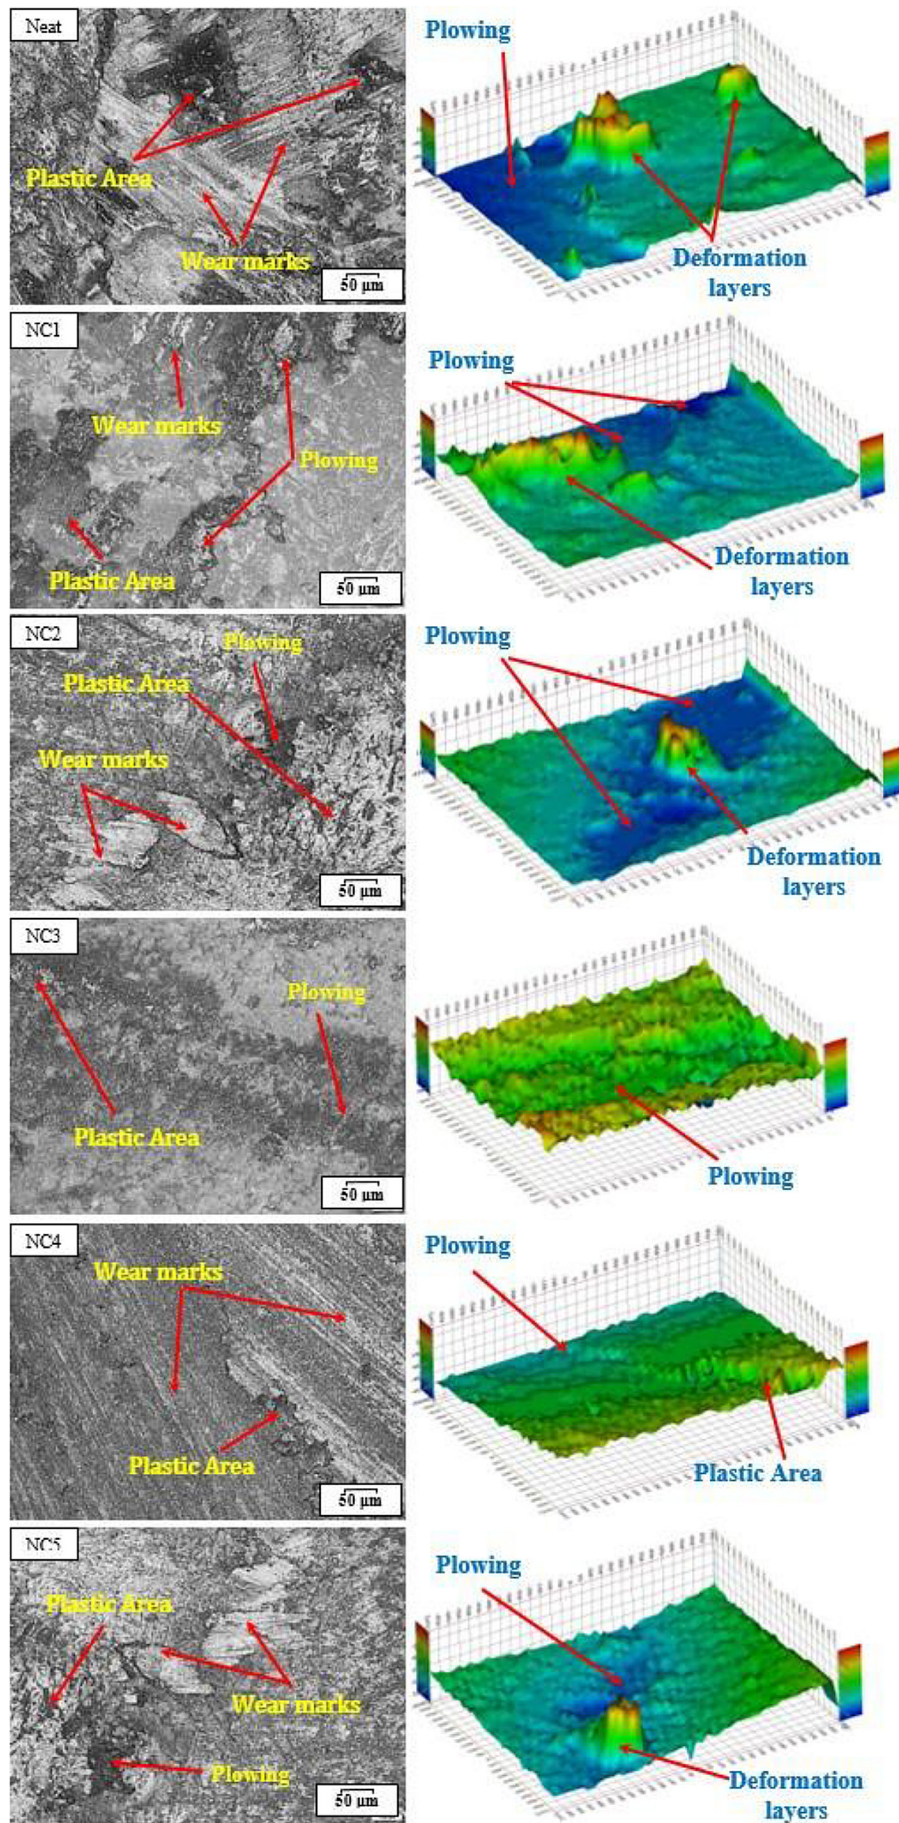 Neat
Plastic Area
Wear marks
50 µm
Plowing
Deformation
layers
NC1
Wear marks
Plowing
Plastic Area
50 µm
Plowing
Deformation
layers
NC2
Plowing
Plastic Area
Wear marks
50 µm
Plowing
Deformation
layers
NC3
Plowing
Plastic Area
50 µm
Plowing
NC4
Wear marks
Plastic Area
50 µm
Plowing
Plastic Area
NC5
Plastic Area
Wear marks
Plowing
50 µm
Plowing
Deformation
layers